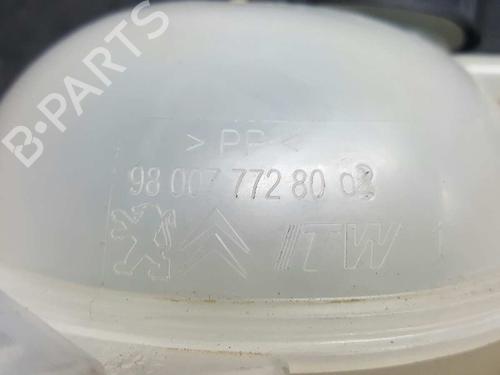 B-PARTS
> PP <
98 007 772 80
ITW